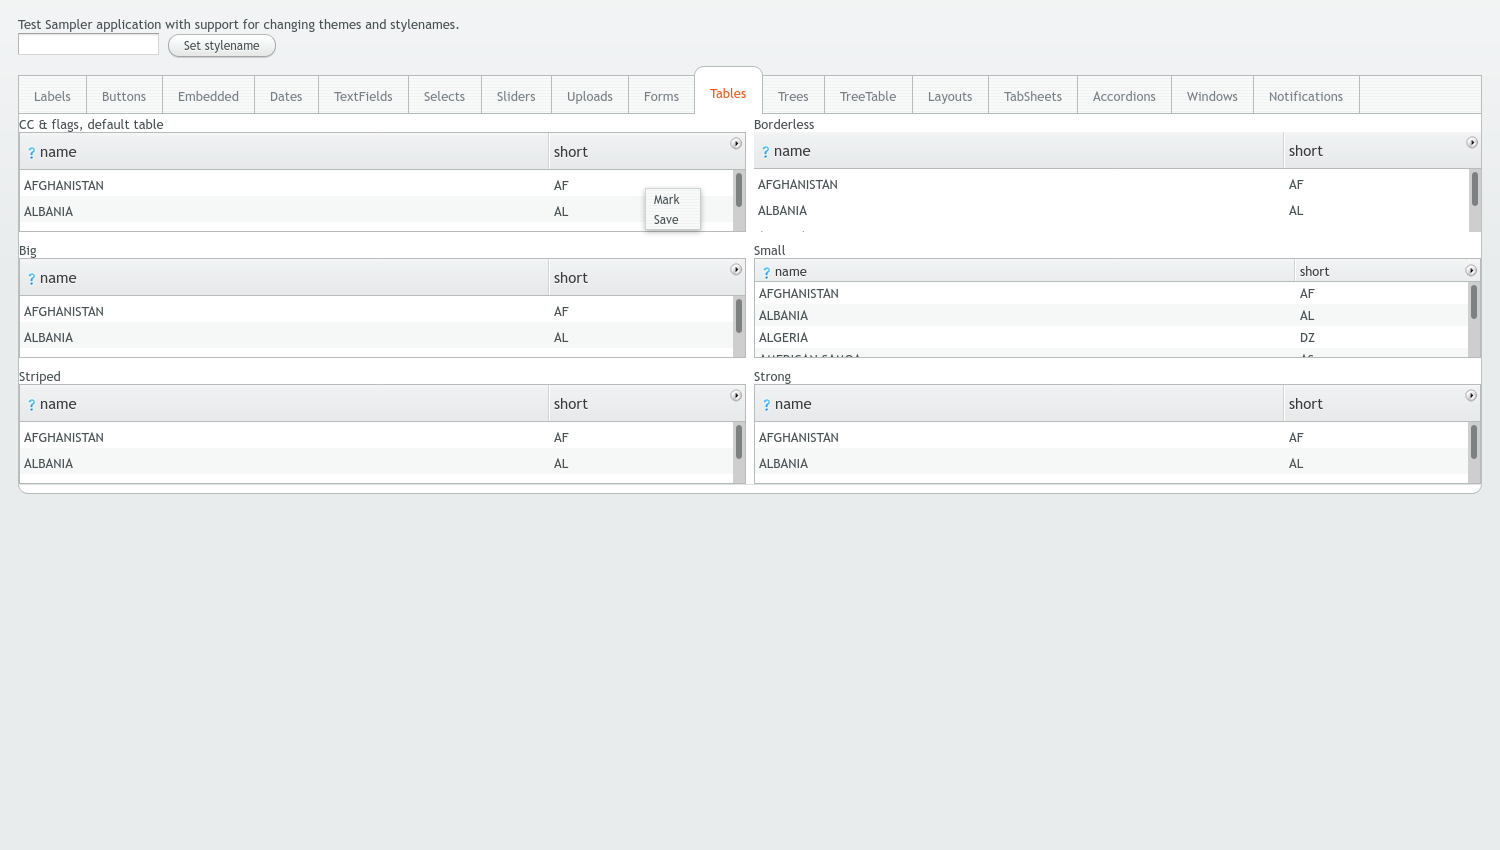 Test Sampler application with support for changing themes and stylenames.
Set stylename
Labels Buttons Embedded Dates TextFields Selects Sliders Uploads Forms Tables Trees TreeTable Layouts TabSheets Accordions Windows Notifications
CC & flags, default table
? name short
AFGHANISTAN AF
ALBANIA AL
Mark
Save
Borderless
? name short
AFGHANISTAN AF
ALBANIA AL
Big
? name short
AFGHANISTAN AF
ALBANIA AL
Small
? name short
AFGHANISTAN AF
ALBANIA AL
ALGERIA DZ
AMERICAN SAMOA AS
Striped
? name short
AFGHANISTAN AF
ALBANIA AL
Strong
? name short
AFGHANISTAN AF
ALBANIA AL